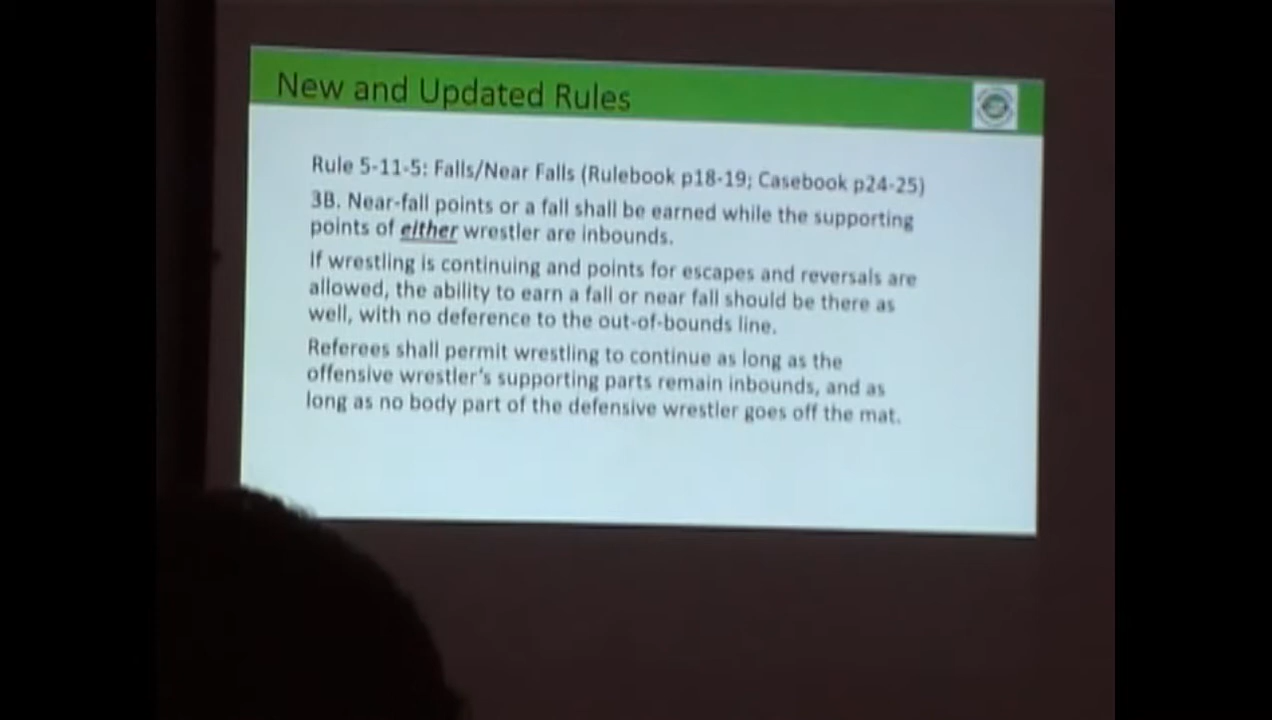 New and Updated Rules
Rule 5-11-5: Falls/Near Falls (Rulebook p18-19; Casebook p24-25)
3B. Near-fall points or a fall shall be earned while the supporting
points of either wrestler are inbounds.
If wrestling is continuing and points for escapes and reversals are
allowed, the ability to earn a fall or near fall should be there as
well, with no deference to the out-of-bounds line.
Referees shall permit wrestling to continue as long as the
offensive wrestler's supporting parts remain inbounds, and as
long as no body part of the defensive wrestler goes off the mat.